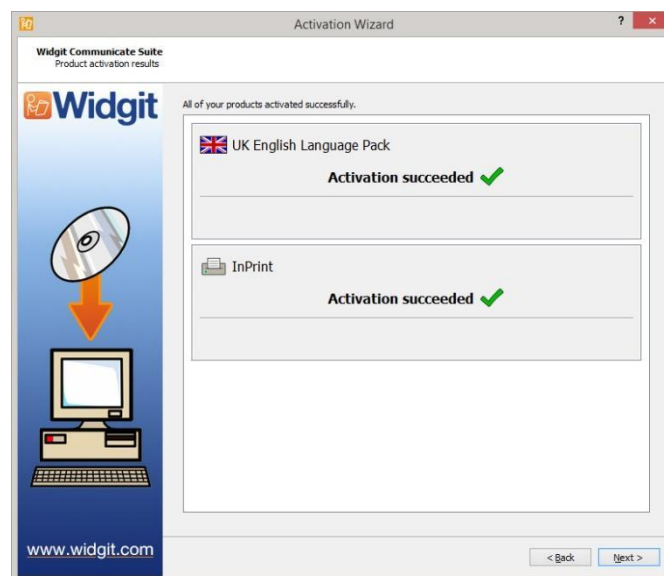 Activation Wizard
?
Widgit Communicate Suite
Product activation results
Widgit
All of your products activated successfully.
UK English Language Pack
Activation succeeded
InPrint
Activation succeeded
www.widgit.com
< Back
Next >